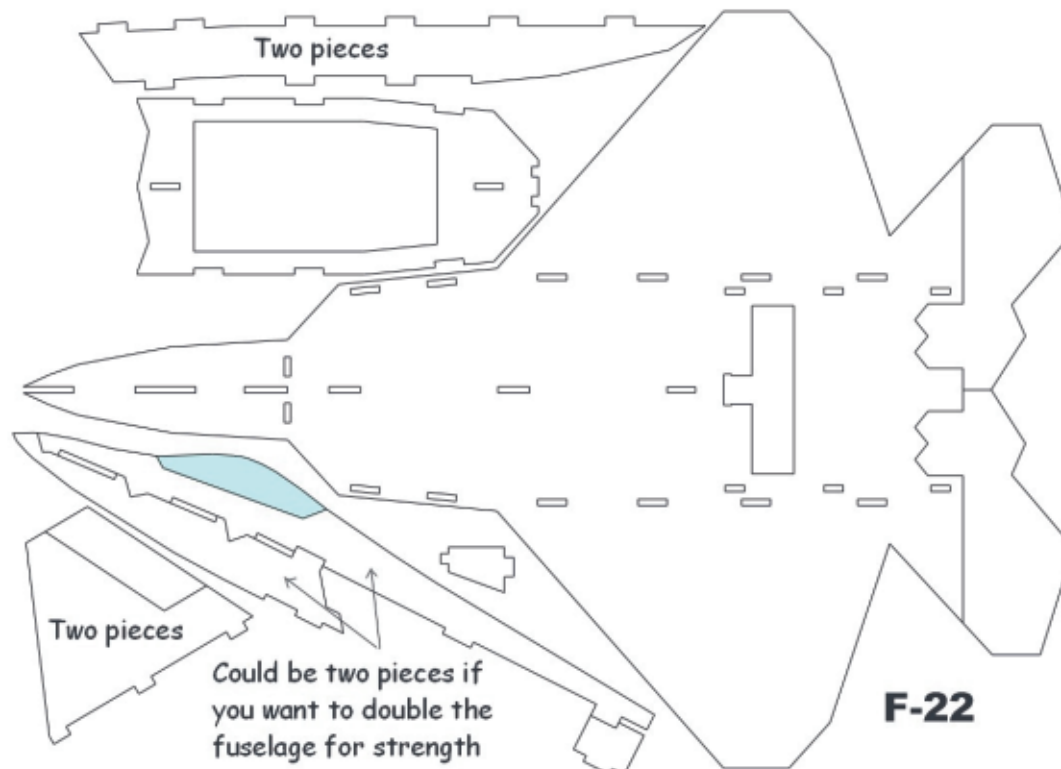 Two pieces
Two pieces
Could be two pieces if
you want to double the
fuselage for strength
F-22